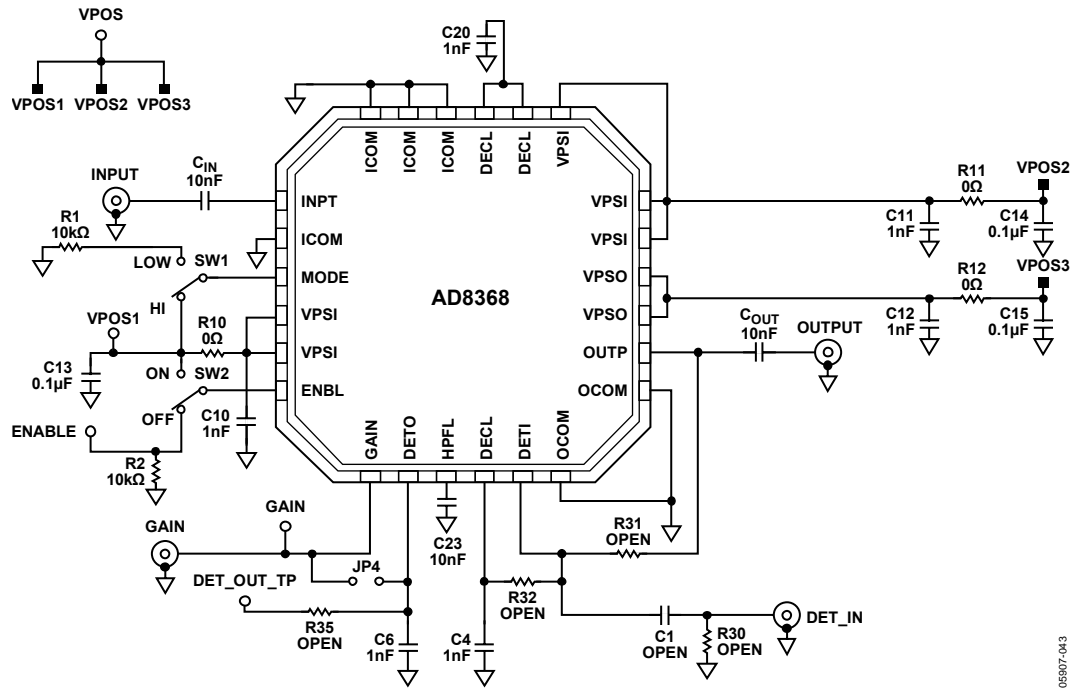 VPOS
VPOS1 VPOS2 VPOS3
C20
1nF
ICOM
ICOM
ICOM
DECL
DECL
VPSI
INPUT
CIN
10nF
INPT
ICOM
MODE
VPSI
VPSI
ENBL
R1
10kΩ
LOW
SW1
HI
VPOS1
R10
0Ω
C13
0.1µF
ON
SW2
OFF
C10
1nF
ENABLE
R2
10kΩ
AD8368
VPSI
VPSI
VPSO
VPSO
OUTP
OCOM
R11
0Ω
VPOS2
C11
1nF
C14
0.1µF
R12
0Ω
VPOS3
C12
1nF
C15
0.1µF
COUT
10nF
OUTPUT
GAIN
DETO
HPFL
DECL
DETI
OCOM
GAIN
GAIN
C23
10nF
R31
OPEN
JP4
DET_OUT_TP
R35
OPEN
R32
OPEN
C6
1nF
C4
1nF
C1
OPEN
R30
OPEN
DET_IN
05907-043